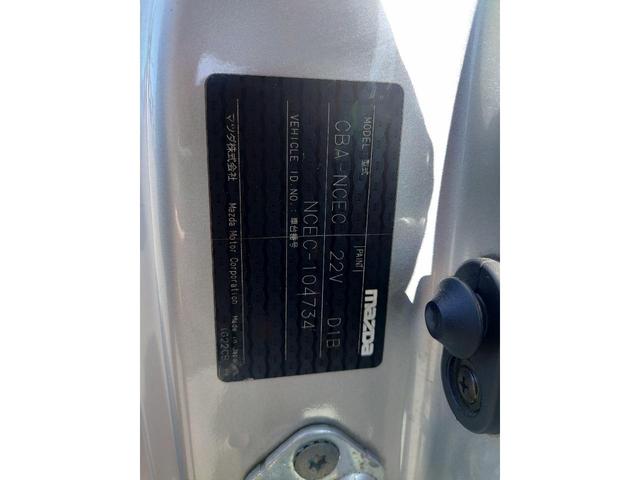 MODEL 型式 PAINT mazda
CBA-NCEC 22V D1B
VEHICLE ID.NO.:車台番号
NCEC-104734
マツダ株式会社 Mazda Motor Corporation Made in Japan